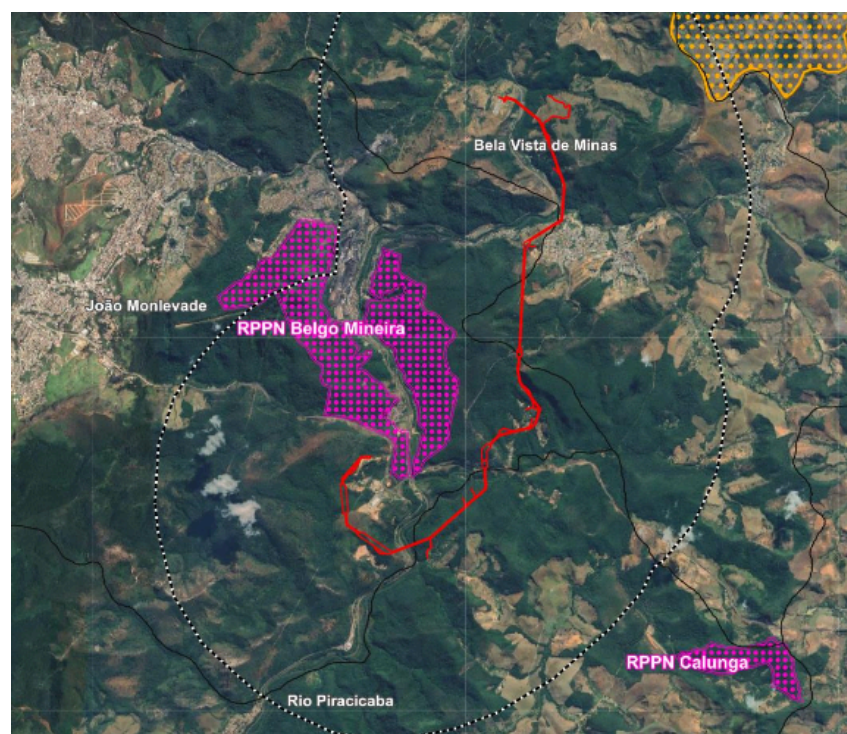 Bela Vista de Minas
João Monlevade
RPPN Belgo Mineira
RPPN Calunga
Rio Piracicaba